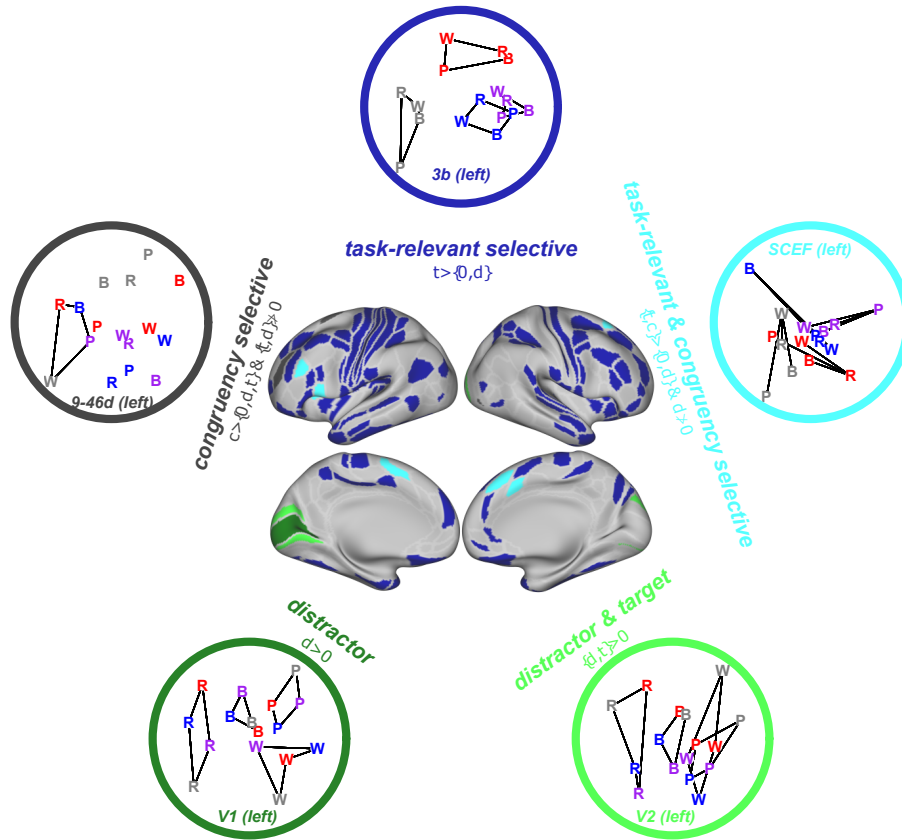 W
R
B
P
R
W
B
P
W
R
R
P
P
B
W
B
3b (left)
task-relevant selective
t>{0,d}
P
B
R
B
R
B
P
W
W
W
R
P
P
R
B
W
9-46d (left)
congruency selective
c>{0,d,t} & {t,d}≯0
SCEF (left)
B
P
W
W
R
B
P
P
R
R
W
W
B
B
R
P
task-relevant & congruency selective
{t,c}>{0,d} & d≯0
distractor
d>0
R
B
P
P
P
P
R
B
B
B
R
W
W
W
W
R
V1 (left)
distractor & target
{d,t}>0
W
R
R
B
B
P
B
P
W
W
R
B
P
P
R
W
V2 (left)